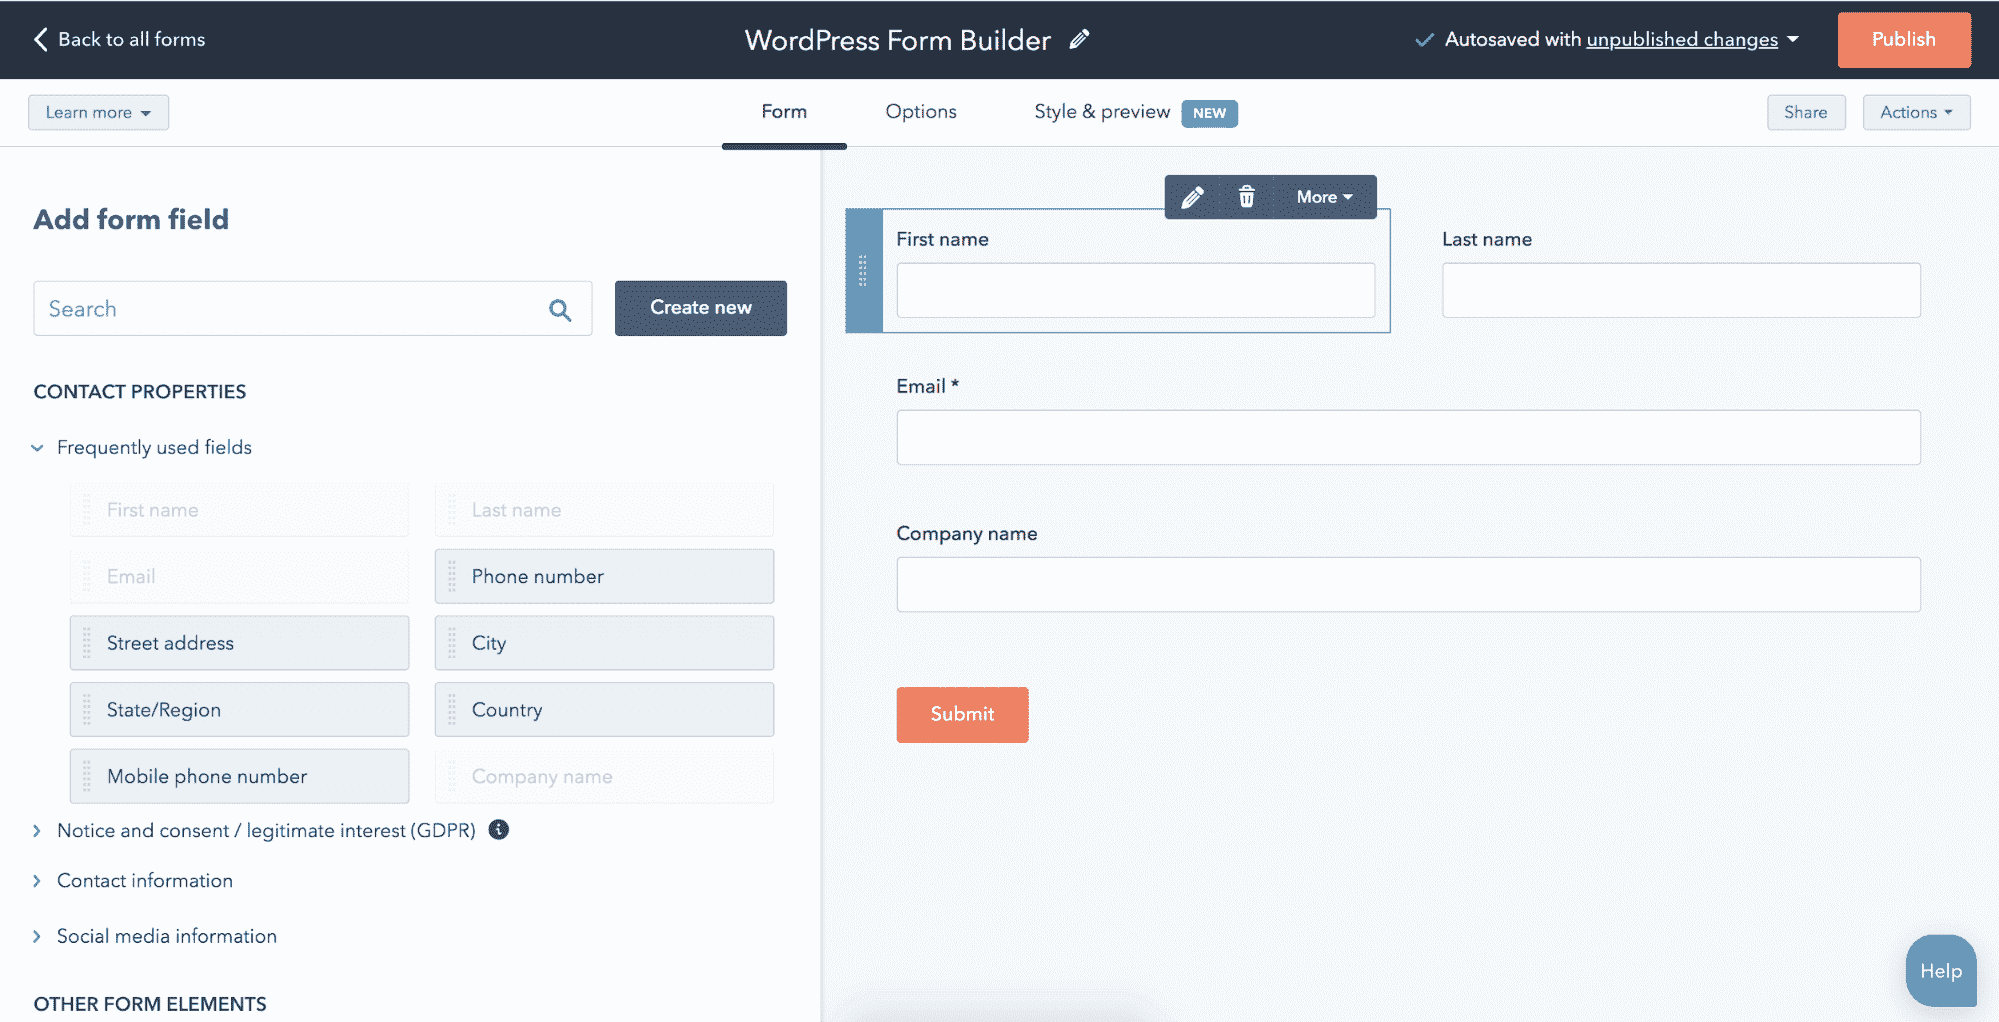 Back to all forms
WordPress Form Builder
Autosaved with unpublished changes
Publish
Learn more
Form
Options
Style & preview NEW
Share
Actions
Add form field
Search
Create new
CONTACT PROPERTIES
Frequently used fields
First name
Last name
Email
Phone number
Street address
City
State/Region
Country
Mobile phone number
Company name
Notice and consent / legitimate interest (GDPR)
Contact information
Social media information
OTHER FORM ELEMENTS
More
First name
Last name
Email *
Company name
Submit
Help